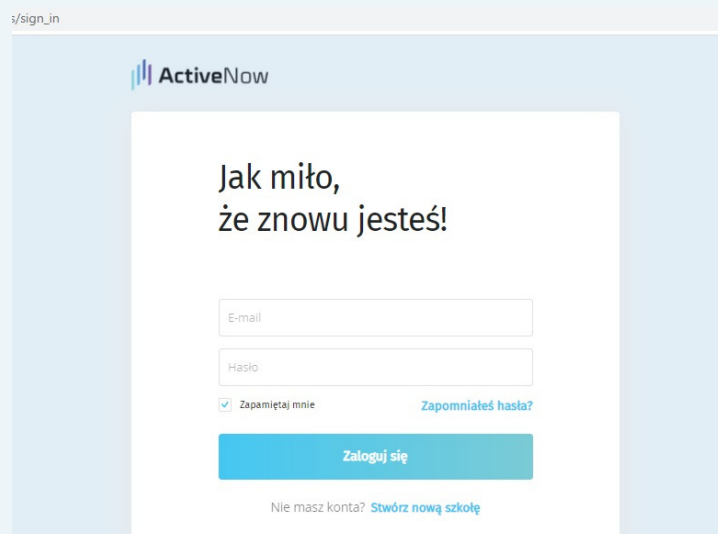 s/sign_in
ActiveNow
Jak miło,
że znowu jesteś!
E-mail
Hasło
Zapamiętaj mnie
Zapomniałeś hasła?
Zaloguj się
Nie masz konta? Stwórz nową szkołę